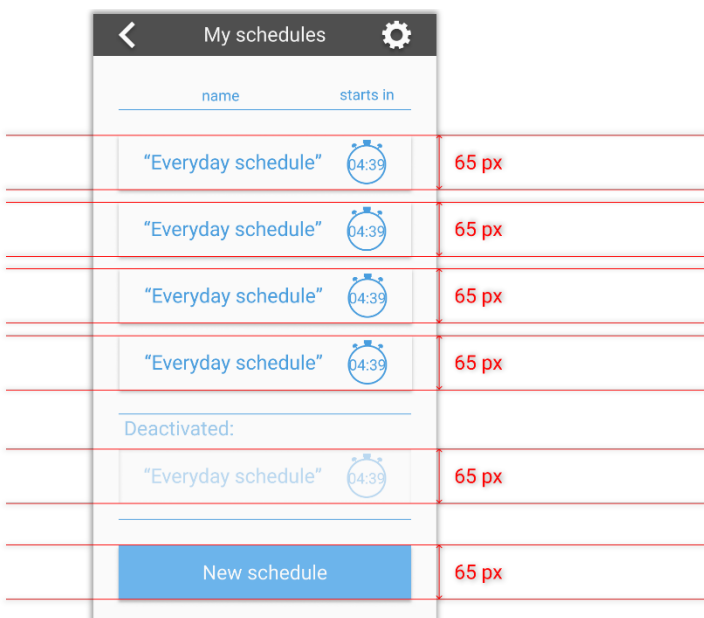 My schedules
name starts in
“Everyday schedule” 04:39 65 px
“Everyday schedule” 04:39 65 px
“Everyday schedule” 04:39 65 px
“Everyday schedule” 04:39 65 px
Deactivated:
“Everyday schedule” 04:39 65 px
New schedule 65 px